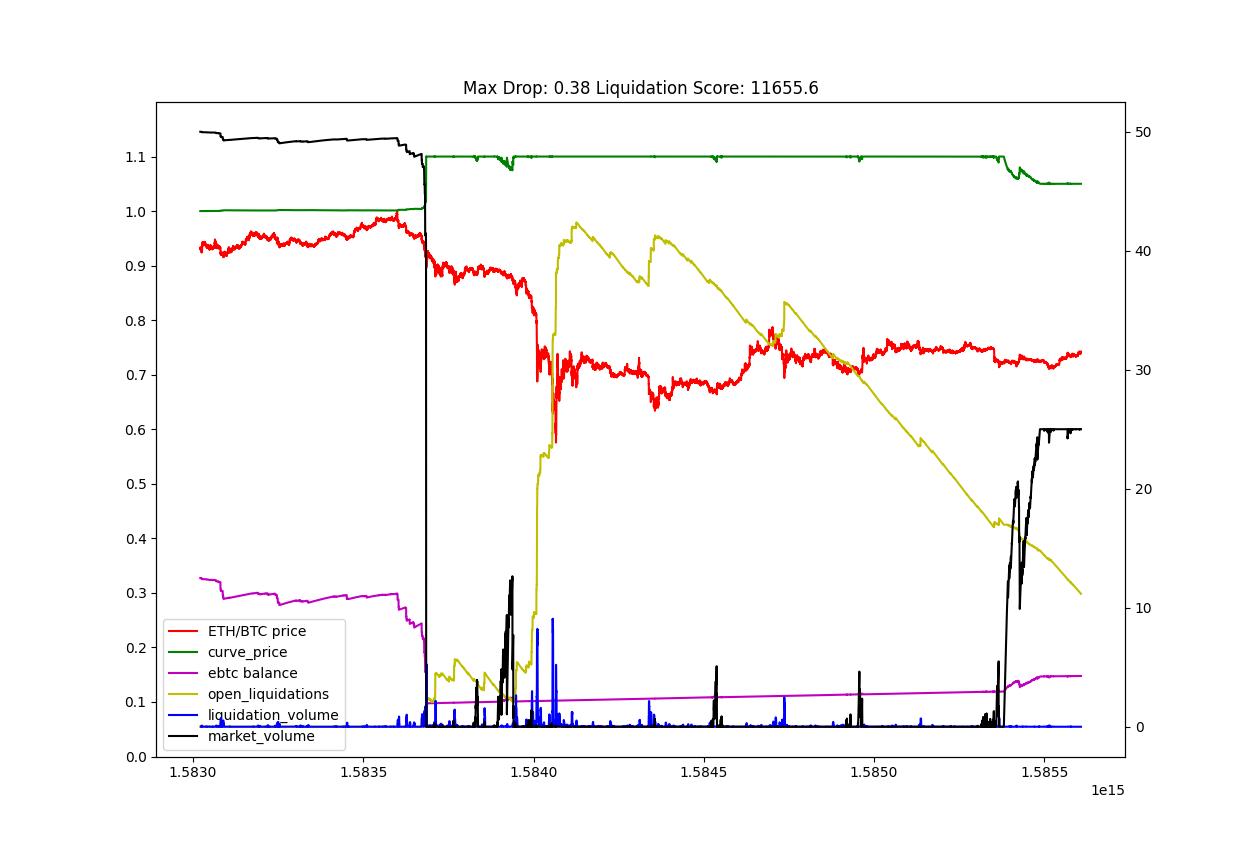 Max Drop: 0.38 Liquidation Score: 11655.6
1.1
1.0
0.9
0.8
0.7
0.6
0.5
0.4
0.3
0.2
0.1
0.0
50
40
30
20
10
0
ETH/BTC price
curve_price
ebtc balance
open_liquidations
liquidation_volume
market_volume
1.5830 1.5835 1.5840 1.5845 1.5850 1.5855
1e15